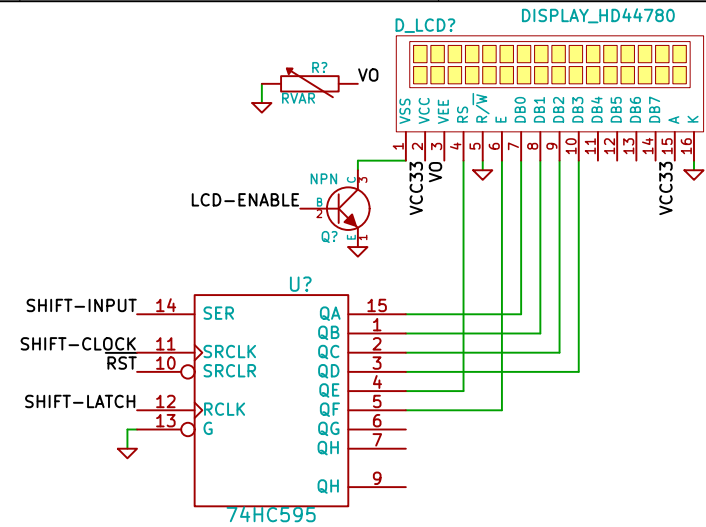 DISPLAY_HD44780
D_LCD?
R?
VO
RVAR
VSS
VCC
VEE
RS
R/W̅
E
DB0
DB1
DB2
DB3
DB4
DB5
DB6
DB7
A
K
1
2
3
4
5
6
7
8
9
10
11
12
13
14
15
16
VCC33
VO
VCC33
NPN
C
3
LCD-ENABLE
B
2
Q?
E
1
U?
SHIFT-INPUT 14 SER QA 15
QB 1
SHIFT-CLOCK 11 SRCLK QC 2
R̅S̅T̅ 10 SRCLR QD 3
QE 4
SHIFT-LATCH 12 RCLK QF 5
13 G QG 6
QH 7
QH 9
74HC595